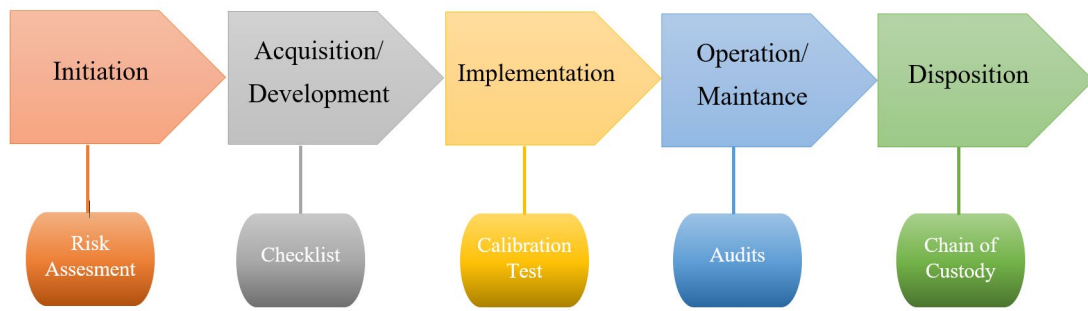 Initiation
Acquisition/
Development
Implementation
Operation/
Maintance
Disposition
Risk
Assesment
Checklist
Calibration
Test
Audits
Chain of
Custody